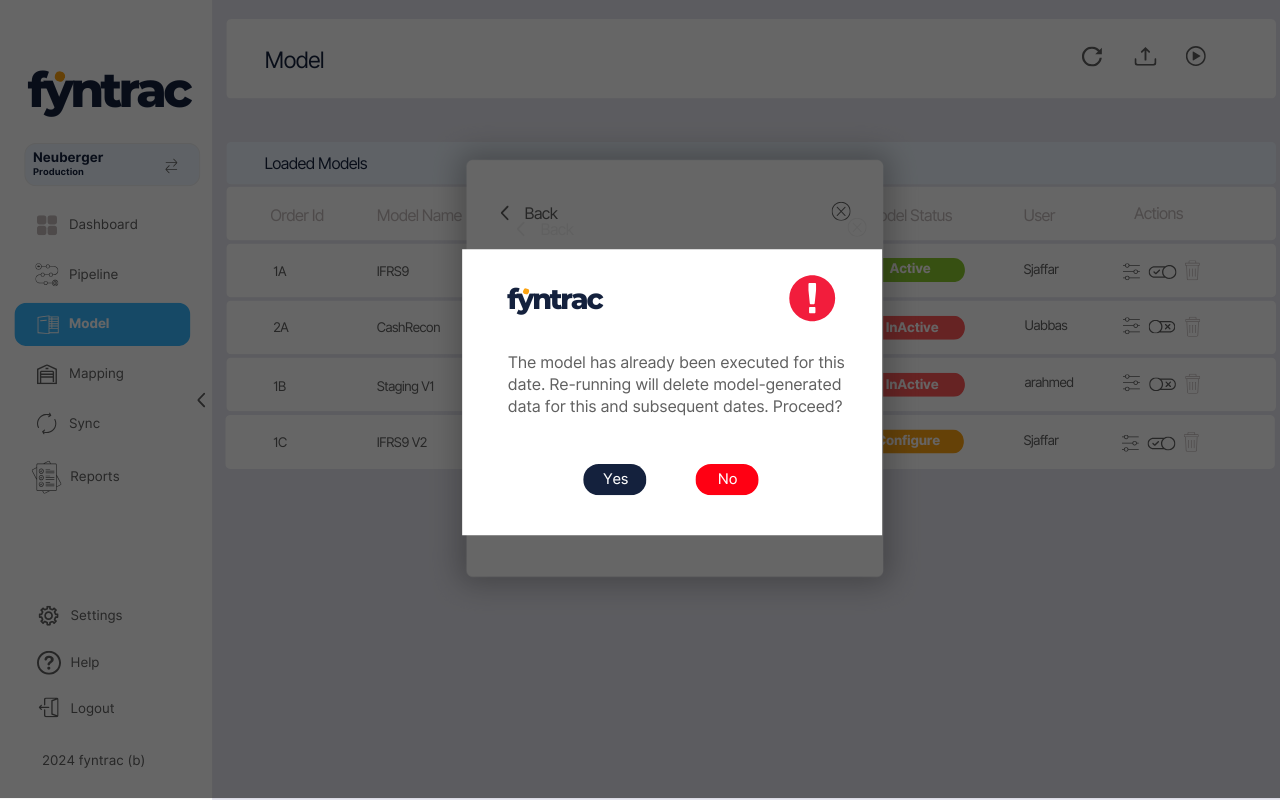 fyntrac
Neuberger
Production
Dashboard
Pipeline
Model
Mapping
Sync
Reports
Settings
Help
Logout
2024 fyntrac (b)
Model
Loaded Models
Order Id Model Name Status User Actions
1A IFRS9 Active Sjaffar
2A CashRecon InActive Uabbas
1B Staging V1 InActive arahmed
1C IFRS9 V2 Configure Sjaffar
Back
Back
fyntrac
The model has already been executed for this
date. Re-running will delete model-generated
data for this and subsequent dates. Proceed?
Yes No